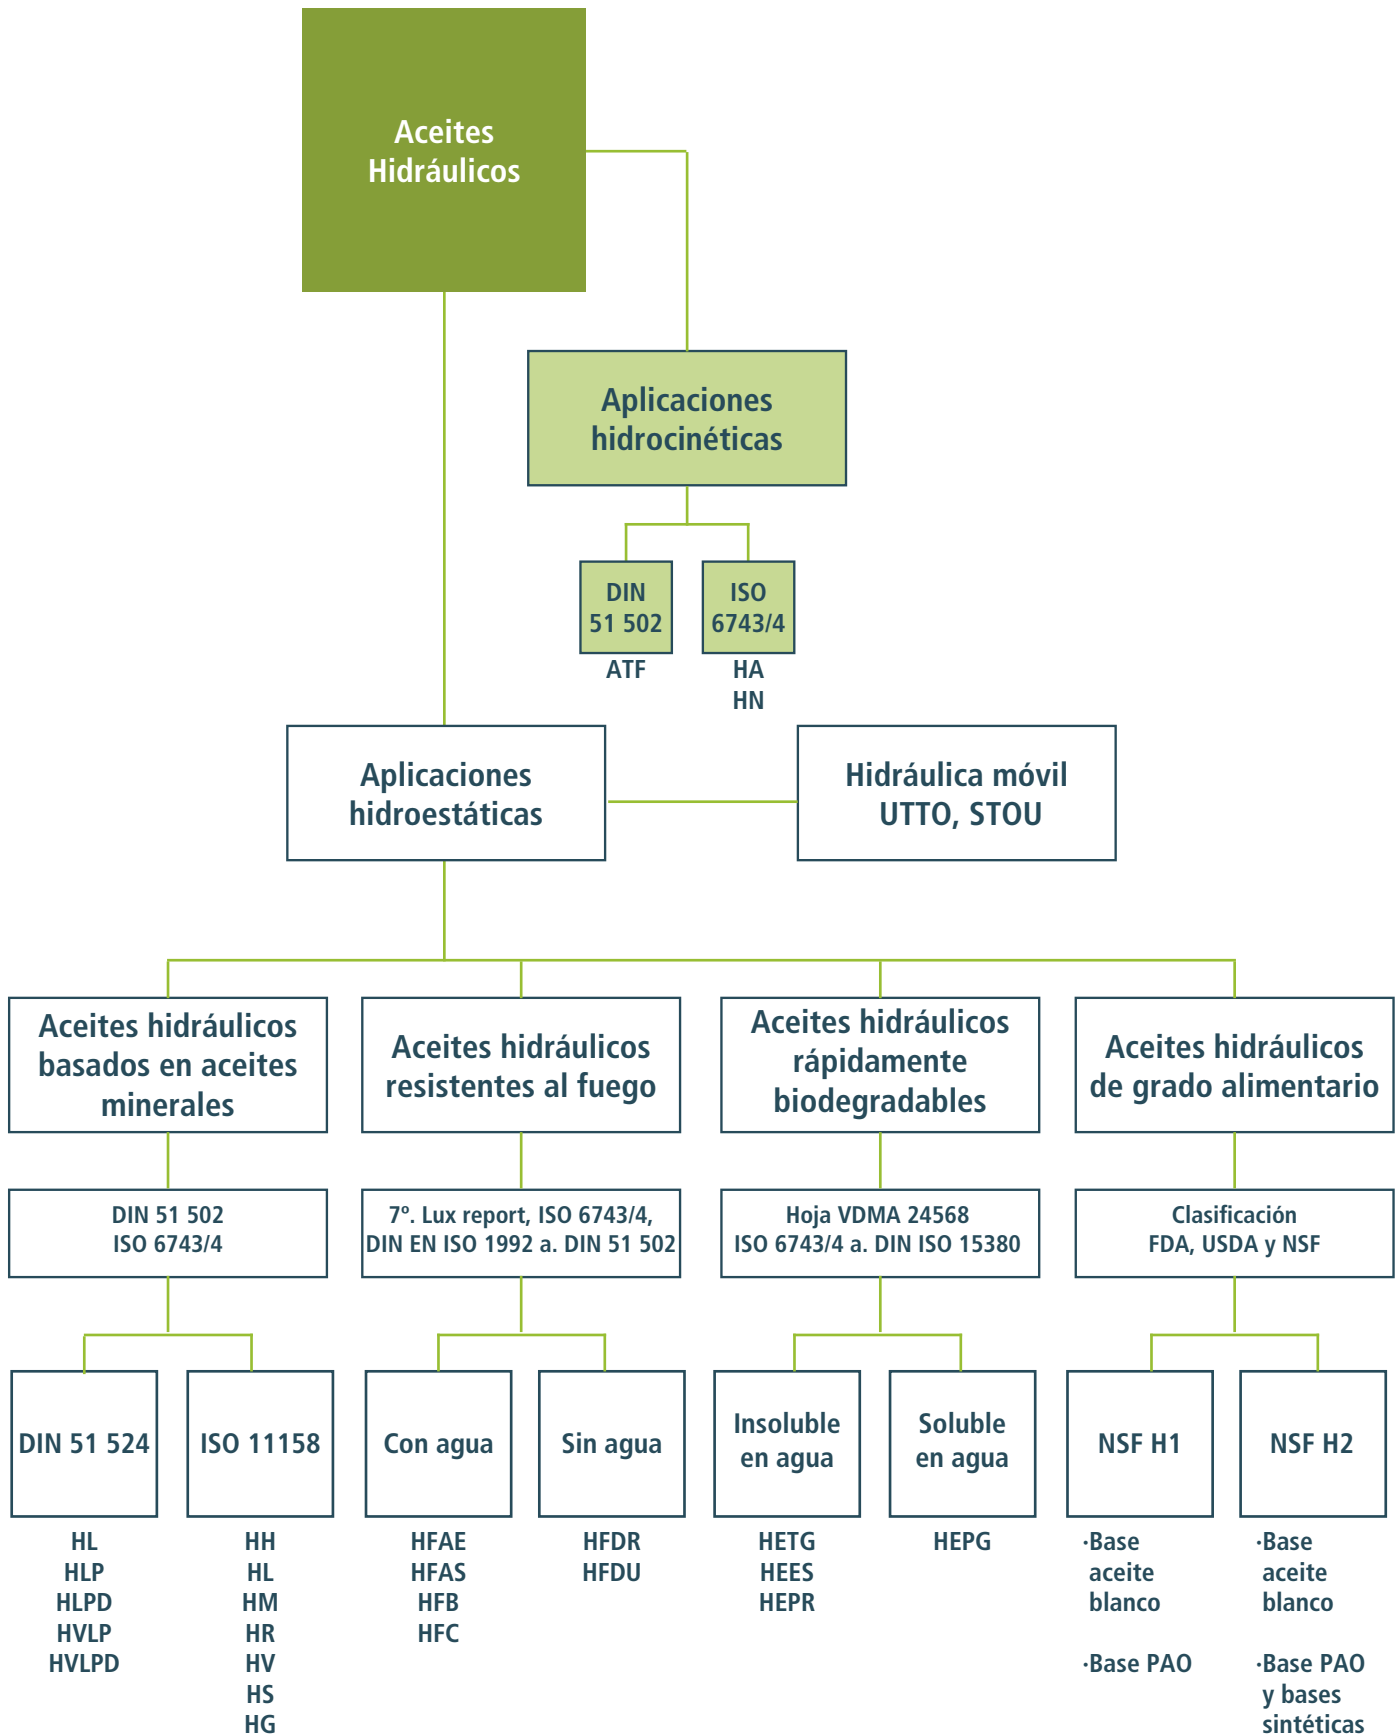 Aceites
Hidráulicos
Aplicaciones
hidrocinéticas
DIN
51 502
ISO
6743/4
ATF
HA
HN
Aplicaciones
hidroestáticas
Hidráulica móvil
UTTO, STOU
Aceites hidráulicos
basados en aceites
minerales
Aceites hidráulicos
resistentes al fuego
Aceites hidráulicos
rápidamente
biodegradables
Aceites hidráulicos
de grado alimentario
DIN 51 502
ISO 6743/4
7º. Lux report, ISO 6743/4,
DIN EN ISO 1992 a. DIN 51 502
Hoja VDMA 24568
ISO 6743/4 a. DIN ISO 15380
Clasificación
FDA, USDA y NSF
DIN 51 524
ISO 11158
Con agua
Sin agua
Insoluble
en agua
Soluble
en agua
NSF H1
NSF H2
HL
HLP
HLPD
HVLP
HVLPD
HH
HL
HM
HR
HV
HS
HG
HFAE
HFAS
HFB
HFC
HFDR
HFDU
HETG
HEES
HEPR
HEPG
·Base
aceite
blanco
·Base PAO
·Base
aceite
blanco
·Base PAO
y bases
sintéticas